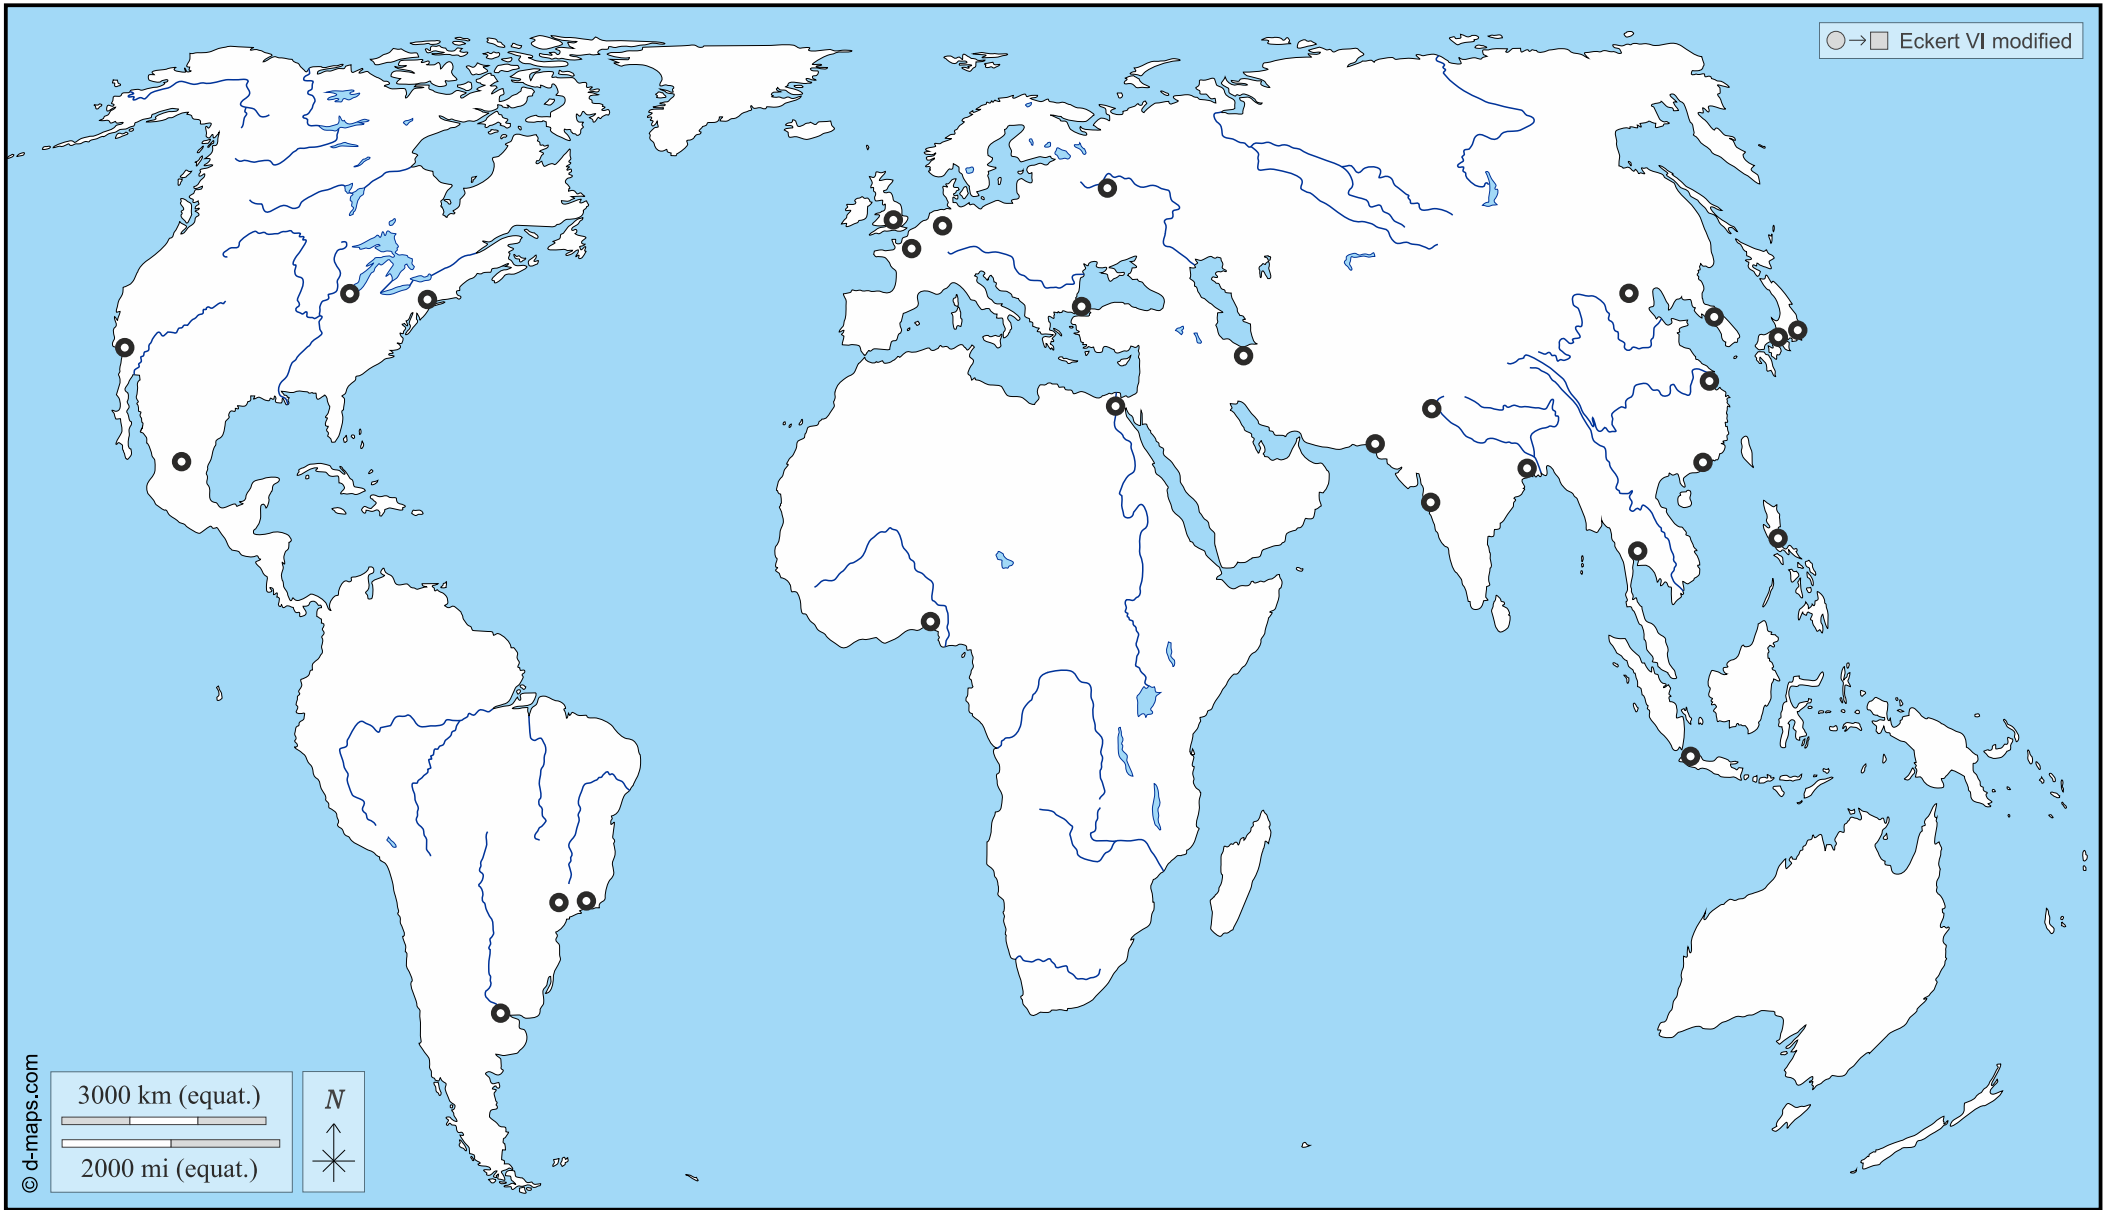 ○→□ Eckert VI modified
© d-maps.com
3000 km (equat.)
2000 mi (equat.)
N